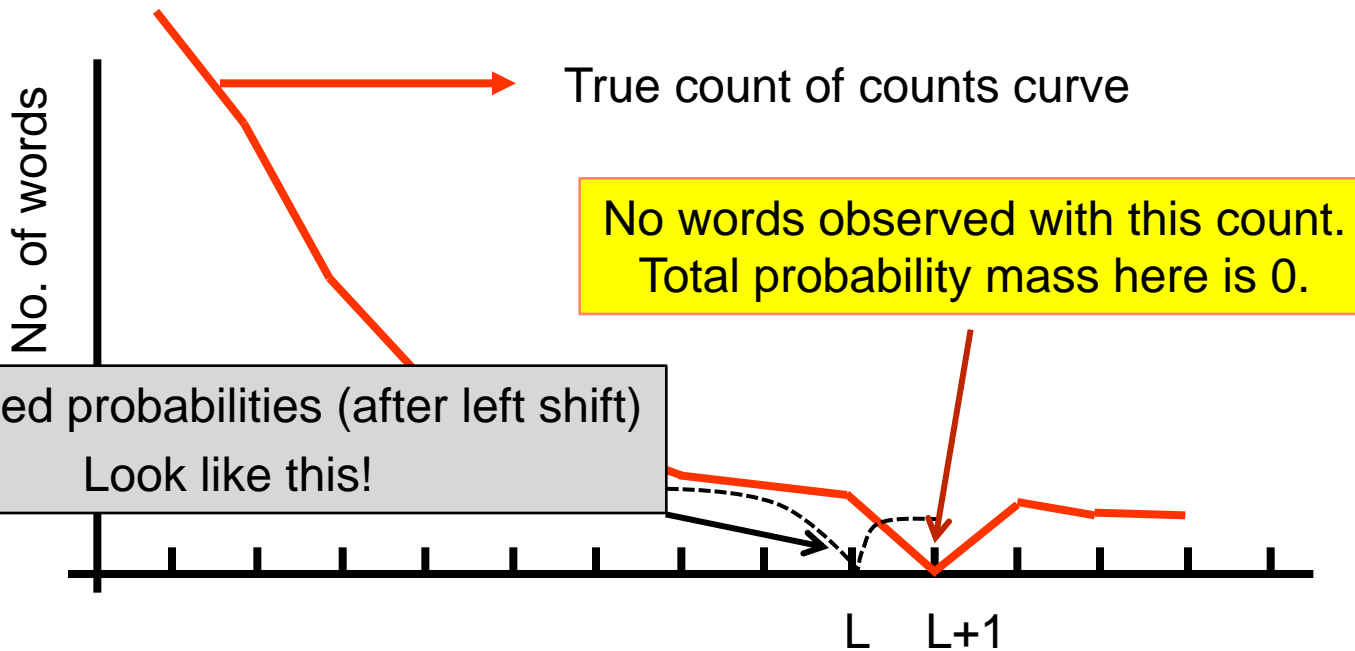 True count of counts curve
No. of words
No words observed with this count.
Total probability mass here is 0.
probabilities (after left shift)
Look like this!
L L+1